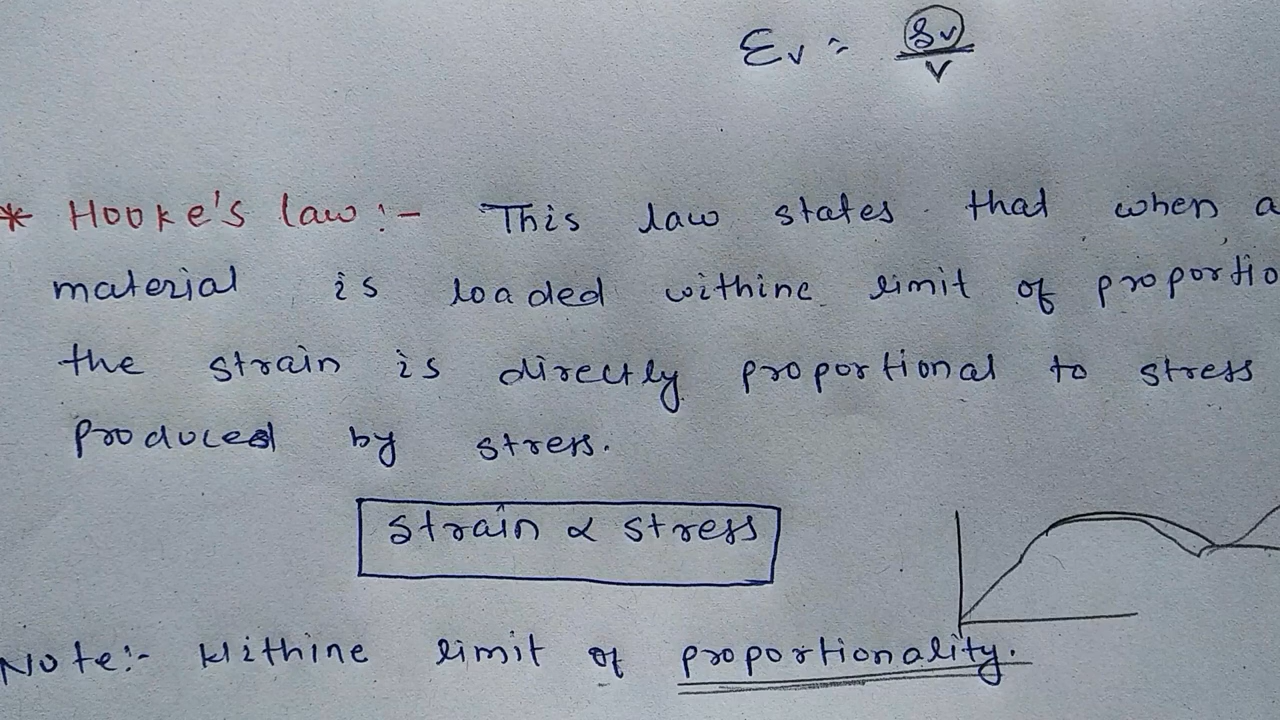 εv = δv/v
* Hooke's law:- This law states that when a
material is loaded withine limit of proportio
the strain is directly proportional to stress
produced by stress.
strain ∝ stress
Note:- Withine limit of proportionality.